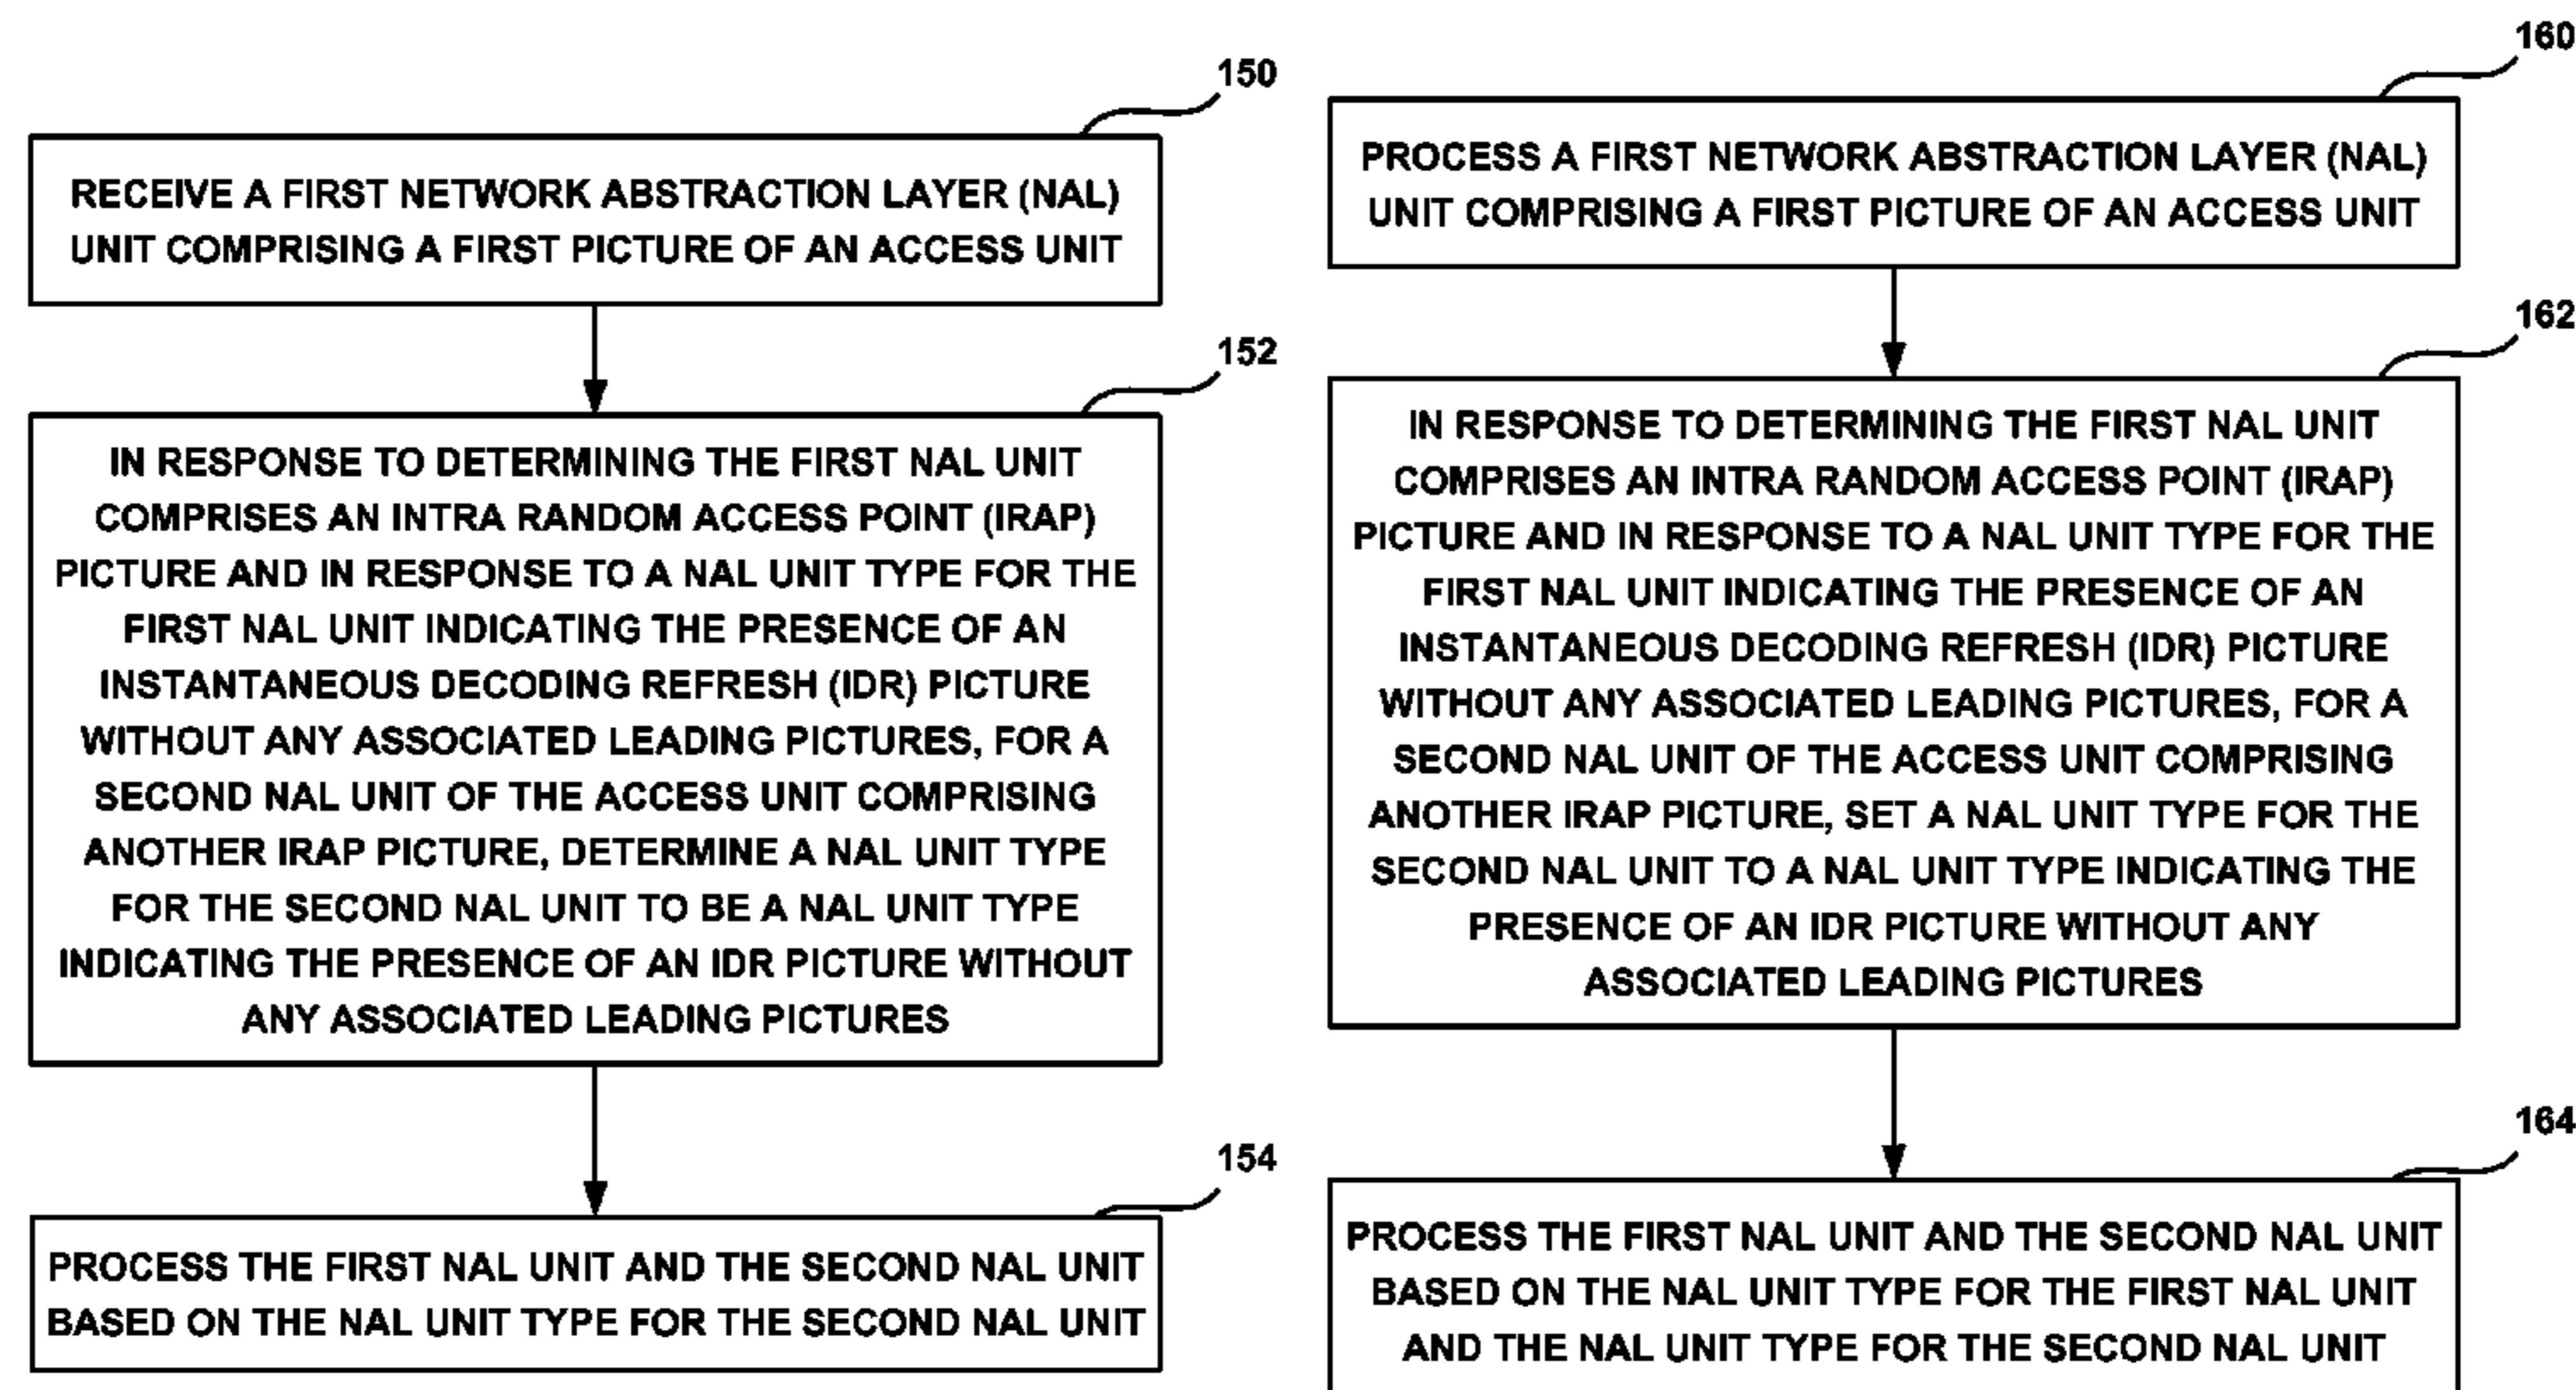 150
RECEIVE A FIRST NETWORK ABSTRACTION LAYER (NAL)
UNIT COMPRISING A FIRST PICTURE OF AN ACCESS UNIT
152
IN RESPONSE TO DETERMINING THE FIRST NAL UNIT
COMPRISES AN INTRA RANDOM ACCESS POINT (IRAP)
PICTURE AND IN RESPONSE TO A NAL UNIT TYPE FOR THE
FIRST NAL UNIT INDICATING THE PRESENCE OF AN
INSTANTANEOUS DECODING REFRESH (IDR) PICTURE
WITHOUT ANY ASSOCIATED LEADING PICTURES, FOR A
SECOND NAL UNIT OF THE ACCESS UNIT COMPRISING
ANOTHER IRAP PICTURE, DETERMINE A NAL UNIT TYPE
FOR THE SECOND NAL UNIT TO BE A NAL UNIT TYPE
INDICATING THE PRESENCE OF AN IDR PICTURE WITHOUT
ANY ASSOCIATED LEADING PICTURES
154
PROCESS THE FIRST NAL UNIT AND THE SECOND NAL UNIT
BASED ON THE NAL UNIT TYPE FOR THE SECOND NAL UNIT
160
PROCESS A FIRST NETWORK ABSTRACTION LAYER (NAL)
UNIT COMPRISING A FIRST PICTURE OF AN ACCESS UNIT
162
IN RESPONSE TO DETERMINING THE FIRST NAL UNIT
COMPRISES AN INTRA RANDOM ACCESS POINT (IRAP)
PICTURE AND IN RESPONSE TO A NAL UNIT TYPE FOR THE
FIRST NAL UNIT INDICATING THE PRESENCE OF AN
INSTANTANEOUS DECODING REFRESH (IDR) PICTURE
WITHOUT ANY ASSOCIATED LEADING PICTURES, FOR A
SECOND NAL UNIT OF THE ACCESS UNIT COMPRISING
ANOTHER IRAP PICTURE, SET A NAL UNIT TYPE FOR THE
SECOND NAL UNIT TO A NAL UNIT TYPE INDICATING THE
PRESENCE OF AN IDR PICTURE WITHOUT ANY
ASSOCIATED LEADING PICTURES
164
PROCESS THE FIRST NAL UNIT AND THE SECOND NAL UNIT
BASED ON THE NAL UNIT TYPE FOR THE FIRST NAL UNIT
AND THE NAL UNIT TYPE FOR THE SECOND NAL UNIT